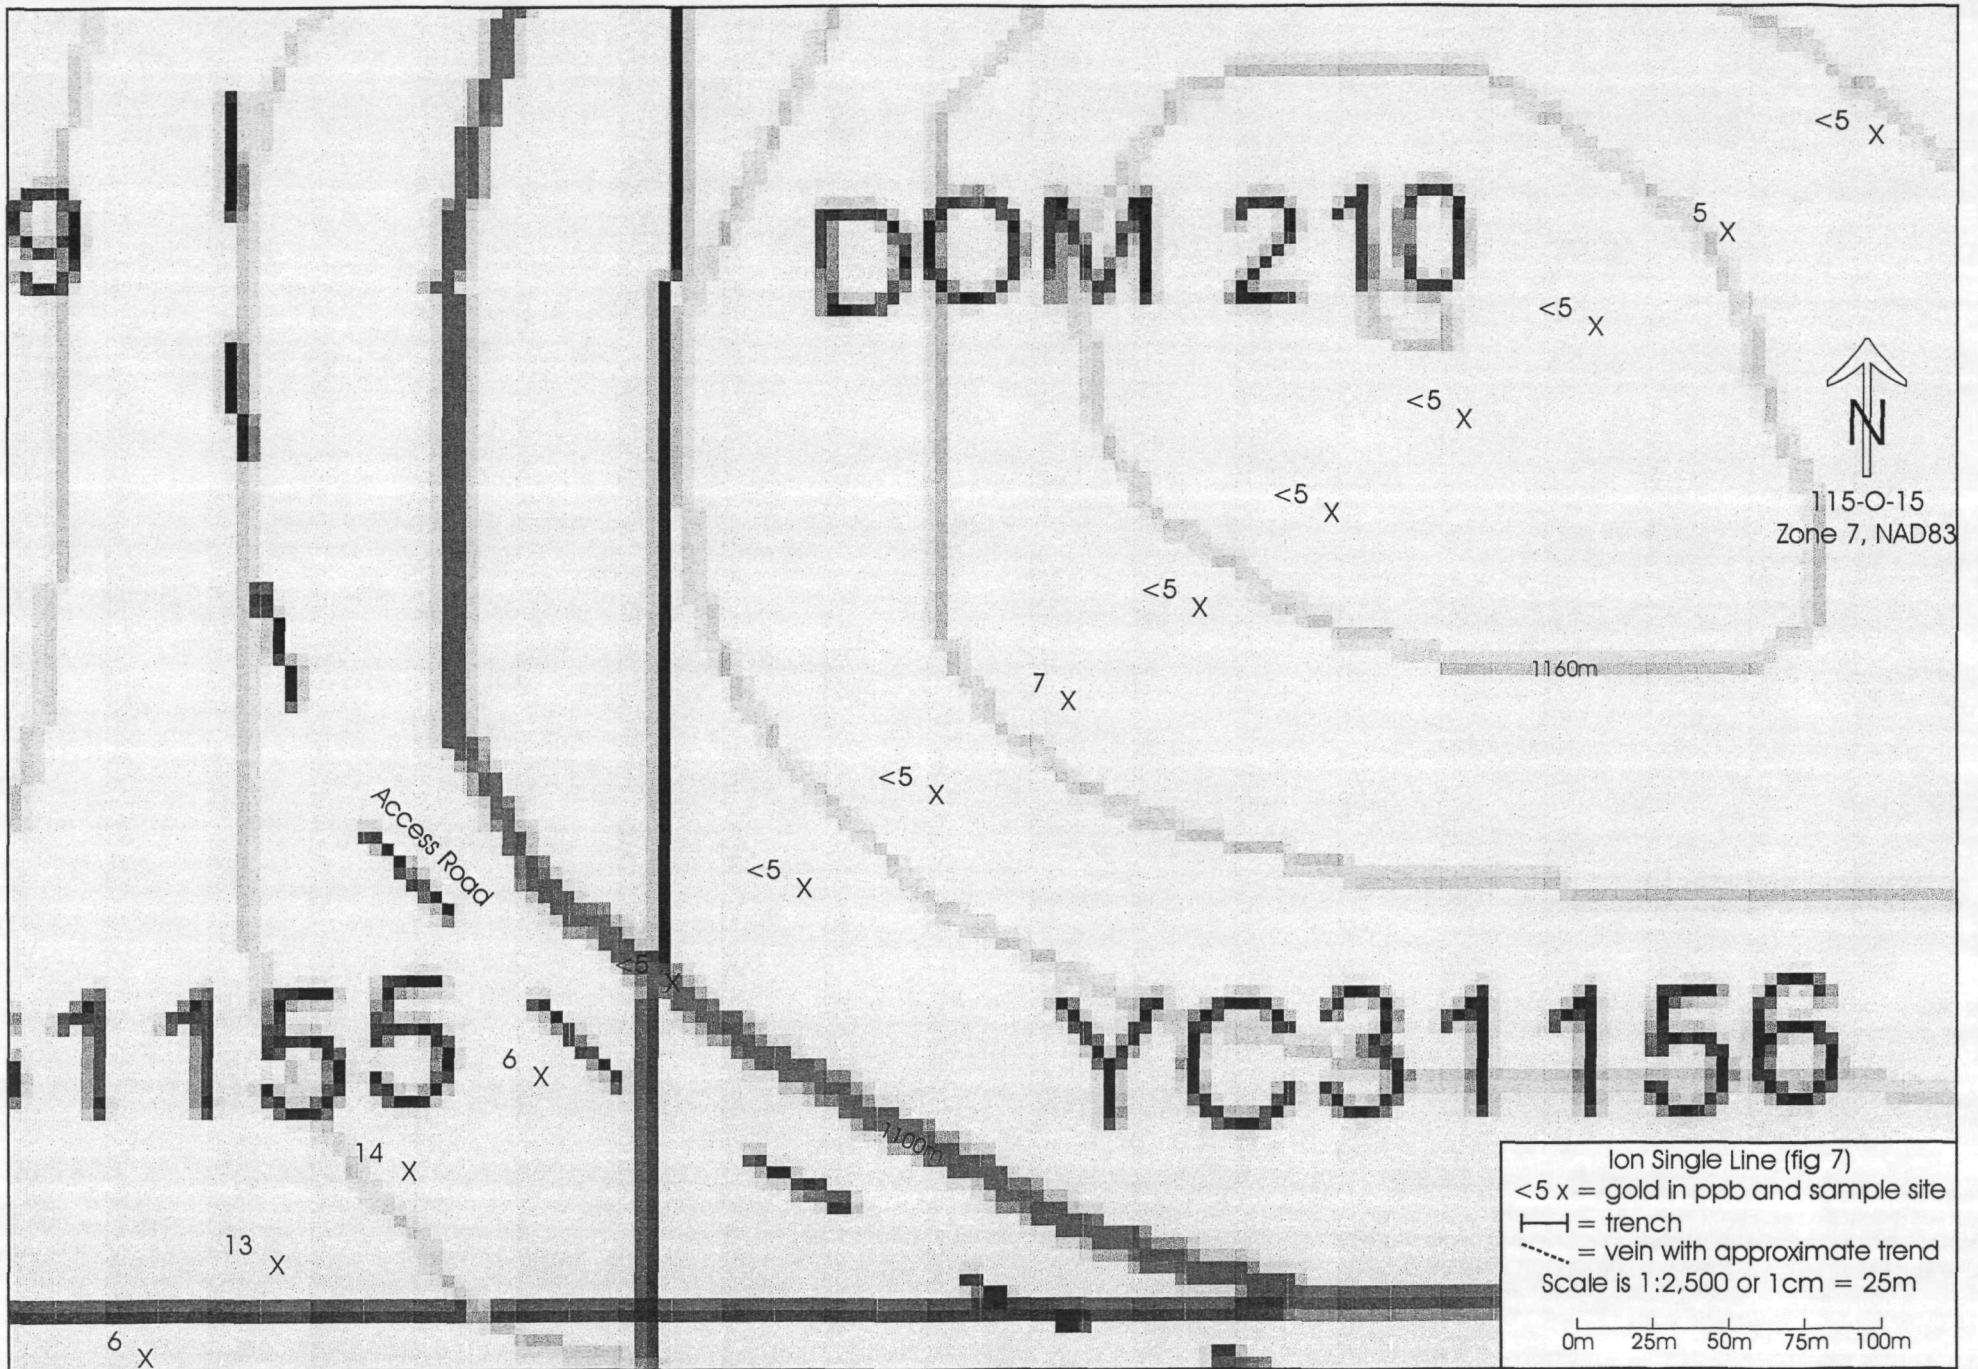 <5 X
9
DOM 210
5 X
<5 X
<5 X
N
<5 X
115-O-15
Zone 7, NAD83
<5 X
1160m
7 X
<5 X
Access Road
<5 X
<5 X
1155
YC31156
6 X
1100m
14 X
13 X
6 X
Ion Single Line (fig 7)
<5 x = gold in ppb and sample site
= trench
= vein with approximate trend
Scale is 1:2,500 or 1cm = 25m
0m 25m 50m 75m 100m